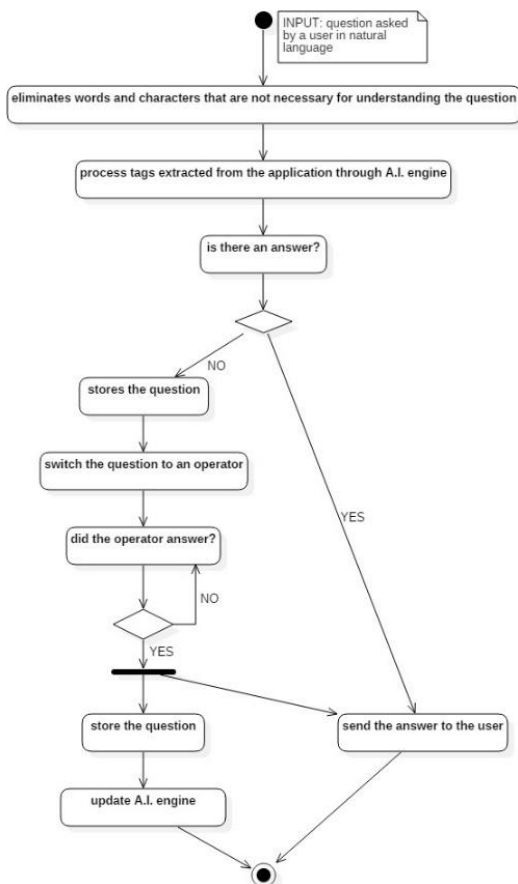 INPUT: question asked
by a user in natural
language
eliminates words and characters that are not necessary for understanding the question
process tags extracted from the application through A.I. engine
is there an answer?
NO
stores the question
switch the question to an operator
YES
did the operator answer?
NO
YES
store the question
send the answer to the user
update A.I. engine